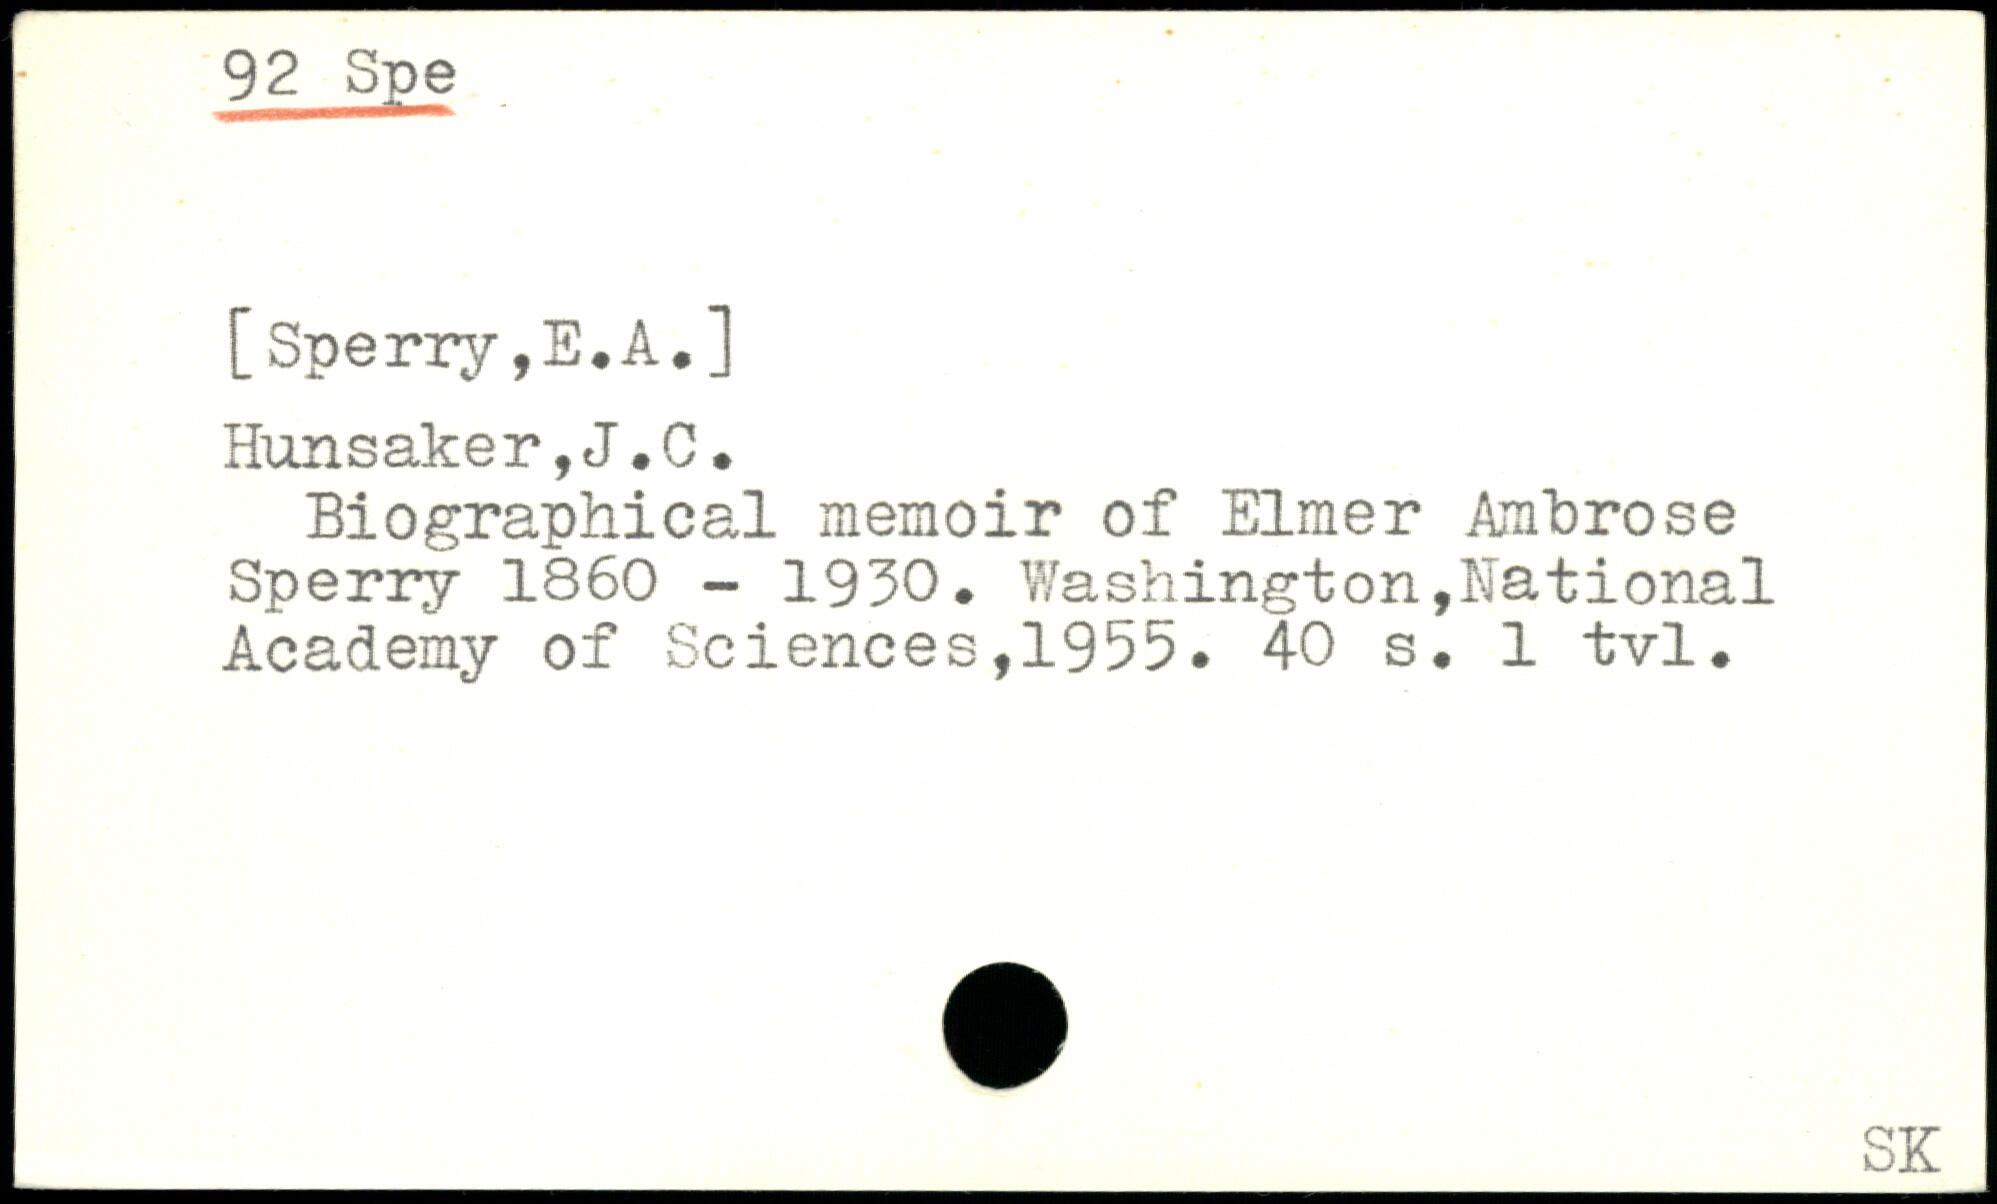 92 Spe
[Sperry,E.A.]
Hunsaker,J.C.
Biographical memoir of Elmer Ambrose
Sperry 1860 - 1930. Washington,National
Academy of Sciences,1955. 40 s. 1 tvl.
SK